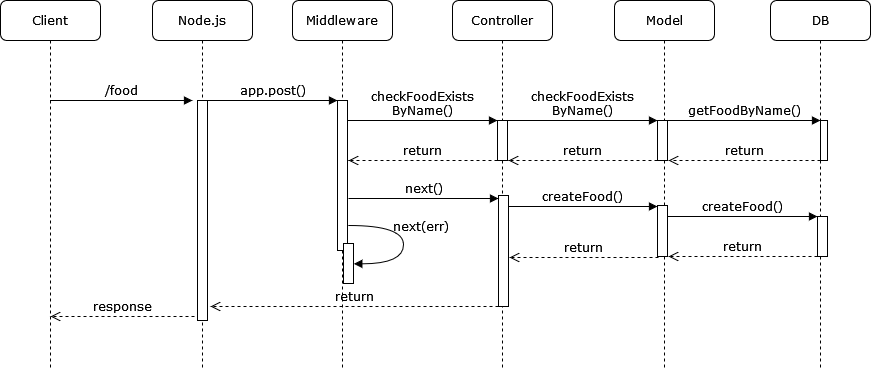 Client
Node.js
Middleware
Controller
Model
DB
/food
app.post()
checkFoodExists
ByName()
checkFoodExists
ByName()
getFoodByName()
return
return
return
next()
createFood()
createFood()
next(err)
return
return
return
response